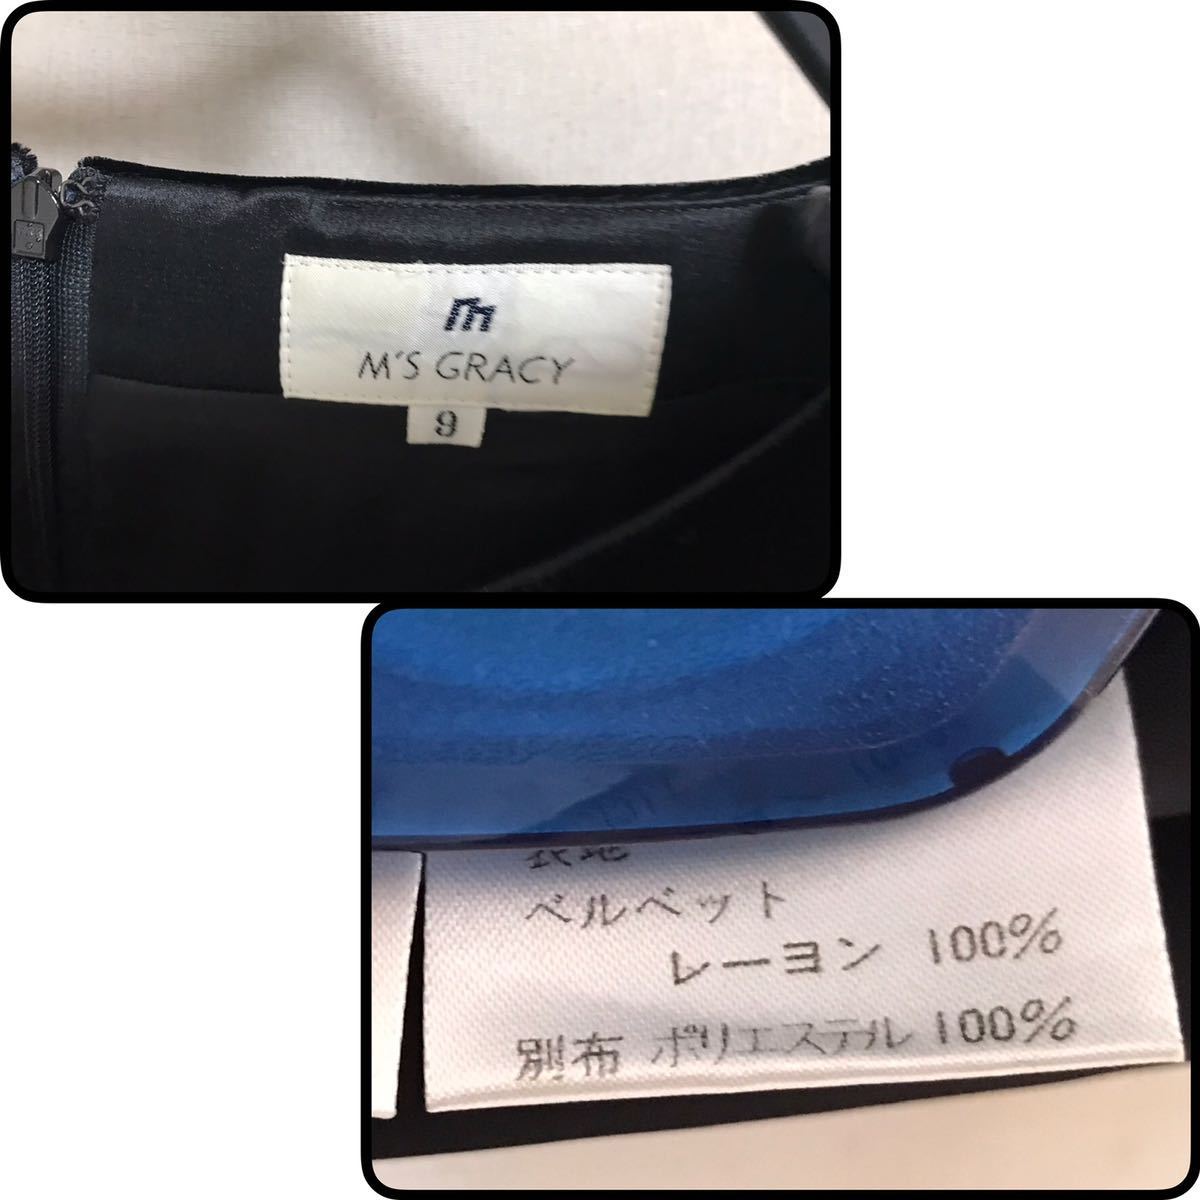 M'S GRACY
9
ベルベット
レーヨン 100%
別布 ポリエステル 100%